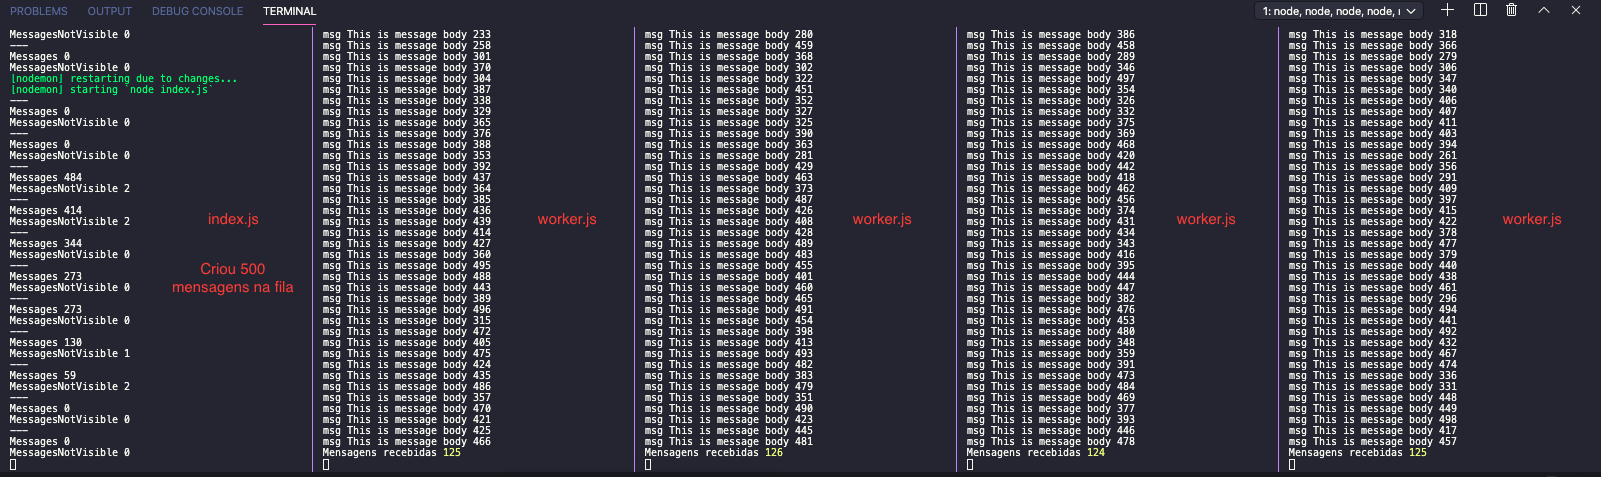 PROBLEMS OUTPUT DEBUG CONSOLE TERMINAL
1: node, node, node, node, 
MessagesNotVisible 0
---
Messages 0
MessagesNotVisible 0
[nodemon] restarting due to changes...
[nodemon] starting `node index.js`
---
Messages 0
MessagesNotVisible 0
---
Messages 0
MessagesNotVisible 0
---
Messages 484
MessagesNotVisible 2
---
Messages 414
MessagesNotVisible 2
---
Messages 344
MessagesNotVisible 0
---
Messages 273
MessagesNotVisible 0
---
Messages 273
MessagesNotVisible 0
---
Messages 130
MessagesNotVisible 1
---
Messages 59
MessagesNotVisible 2
---
Messages 0
MessagesNotVisible 0
---
Messages 0
MessagesNotVisible 0
index.js
Criou 500
mensagens na fila
msg This is message body 233
msg This is message body 258
msg This is message body 301
msg This is message body 370
msg This is message body 304
msg This is message body 387
msg This is message body 338
msg This is message body 329
msg This is message body 365
msg This is message body 376
msg This is message body 388
msg This is message body 353
msg This is message body 392
msg This is message body 437
msg This is message body 364
msg This is message body 385
msg This is message body 436
msg This is message body 439
msg This is message body 414
msg This is message body 427
msg This is message body 360
msg This is message body 495
msg This is message body 488
msg This is message body 443
msg This is message body 389
msg This is message body 496
msg This is message body 315
msg This is message body 472
msg This is message body 405
msg This is message body 475
msg This is message body 424
msg This is message body 435
msg This is message body 486
msg This is message body 357
msg This is message body 470
msg This is message body 421
msg This is message body 425
msg This is message body 466
Mensagens recebidas 125
worker.js
msg This is message body 280
msg This is message body 459
msg This is message body 368
msg This is message body 302
msg This is message body 322
msg This is message body 451
msg This is message body 352
msg This is message body 327
msg This is message body 325
msg This is message body 390
msg This is message body 363
msg This is message body 281
msg This is message body 429
msg This is message body 463
msg This is message body 373
msg This is message body 487
msg This is message body 426
msg This is message body 408
msg This is message body 428
msg This is message body 489
msg This is message body 483
msg This is message body 455
msg This is message body 401
msg This is message body 460
msg This is message body 465
msg This is message body 491
msg This is message body 454
msg This is message body 398
msg This is message body 413
msg This is message body 493
msg This is message body 482
msg This is message body 383
msg This is message body 479
msg This is message body 351
msg This is message body 490
msg This is message body 423
msg This is message body 445
msg This is message body 481
Mensagens recebidas 126
worker.js
msg This is message body 386
msg This is message body 458
msg This is message body 289
msg This is message body 346
msg This is message body 497
msg This is message body 354
msg This is message body 326
msg This is message body 332
msg This is message body 375
msg This is message body 369
msg This is message body 468
msg This is message body 420
msg This is message body 442
msg This is message body 418
msg This is message body 462
msg This is message body 456
msg This is message body 374
msg This is message body 431
msg This is message body 434
msg This is message body 343
msg This is message body 416
msg This is message body 395
msg This is message body 444
msg This is message body 447
msg This is message body 382
msg This is message body 476
msg This is message body 453
msg This is message body 480
msg This is message body 348
msg This is message body 359
msg This is message body 391
msg This is message body 473
msg This is message body 484
msg This is message body 469
msg This is message body 377
msg This is message body 393
msg This is message body 446
msg This is message body 478
Mensagens recebidas 124
worker.js
msg This is message body 318
msg This is message body 366
msg This is message body 279
msg This is message body 306
msg This is message body 347
msg This is message body 340
msg This is message body 406
msg This is message body 407
msg This is message body 411
msg This is message body 403
msg This is message body 394
msg This is message body 261
msg This is message body 356
msg This is message body 291
msg This is message body 409
msg This is message body 397
msg This is message body 415
msg This is message body 422
msg This is message body 378
msg This is message body 477
msg This is message body 379
msg This is message body 440
msg This is message body 438
msg This is message body 461
msg This is message body 296
msg This is message body 494
msg This is message body 441
msg This is message body 492
msg This is message body 432
msg This is message body 467
msg This is message body 474
msg This is message body 336
msg This is message body 331
msg This is message body 448
msg This is message body 449
msg This is message body 498
msg This is message body 417
msg This is message body 457
Mensagens recebidas 125
worker.js